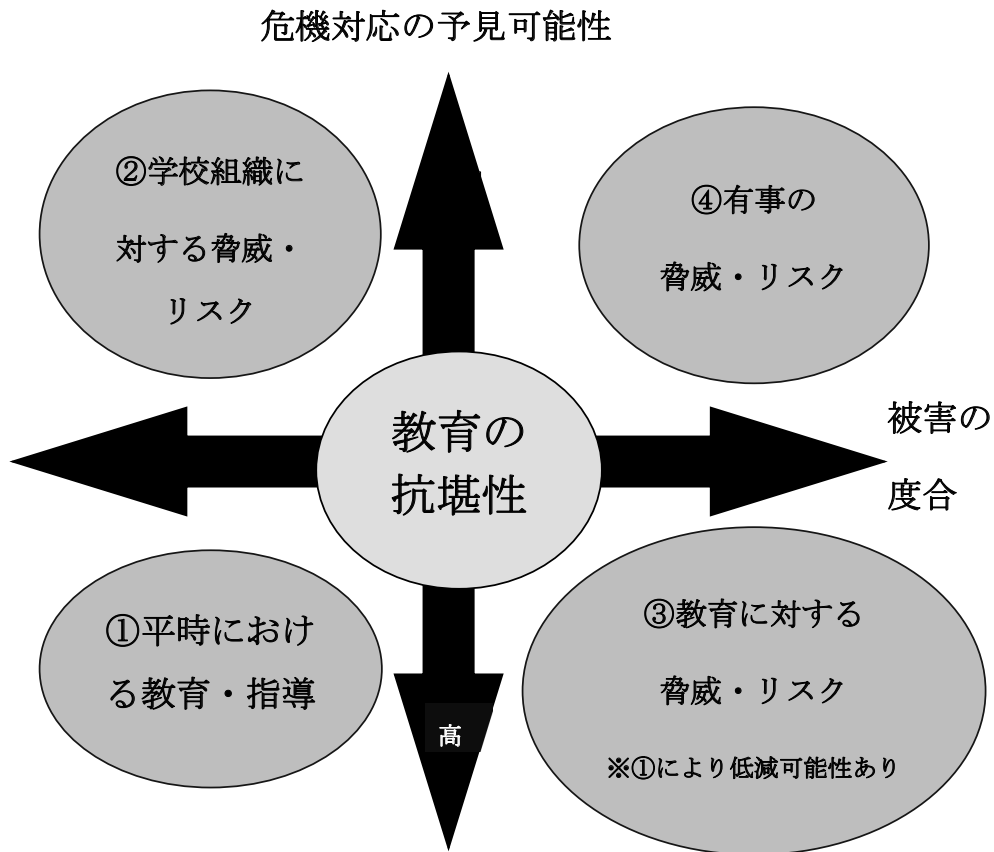 危機対応の予見可能性
②学校組織に
対する脅威・
リスク
④有事の
脅威・リスク
教育の
抗堪性
被害の
度合
①平時におけ
る教育・指導
③教育に対する
脅威・リスク
※①により低減可能性あり
高